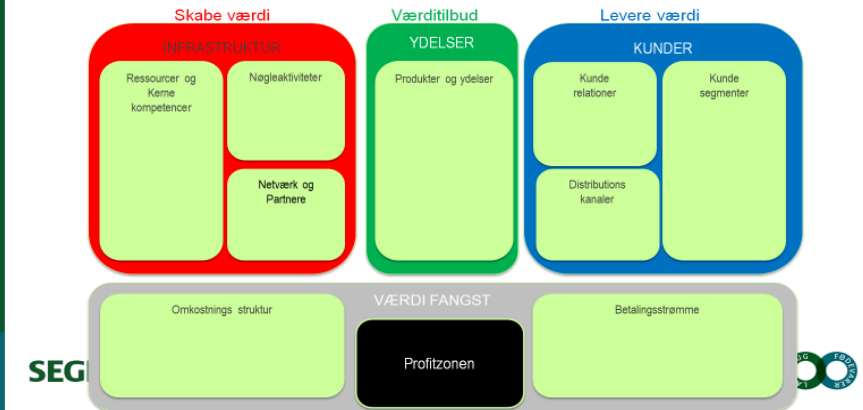 Skabe værdi
Værditilbud
Levere værdi
INFRASTRUKTUR
YDELSER
KUNDER
Ressourcer og
Kerne
kompetencer
Nøgleaktiviteter
Netværk og
Partnere
Produkter og ydelser
Kunde
relationer
Distributions
kanaler
Kunde
segmenter
VÆRDI FANGST
Omkostnings struktur
Profitzonen
Betalingsstrømme
SEG
FØDEVARER